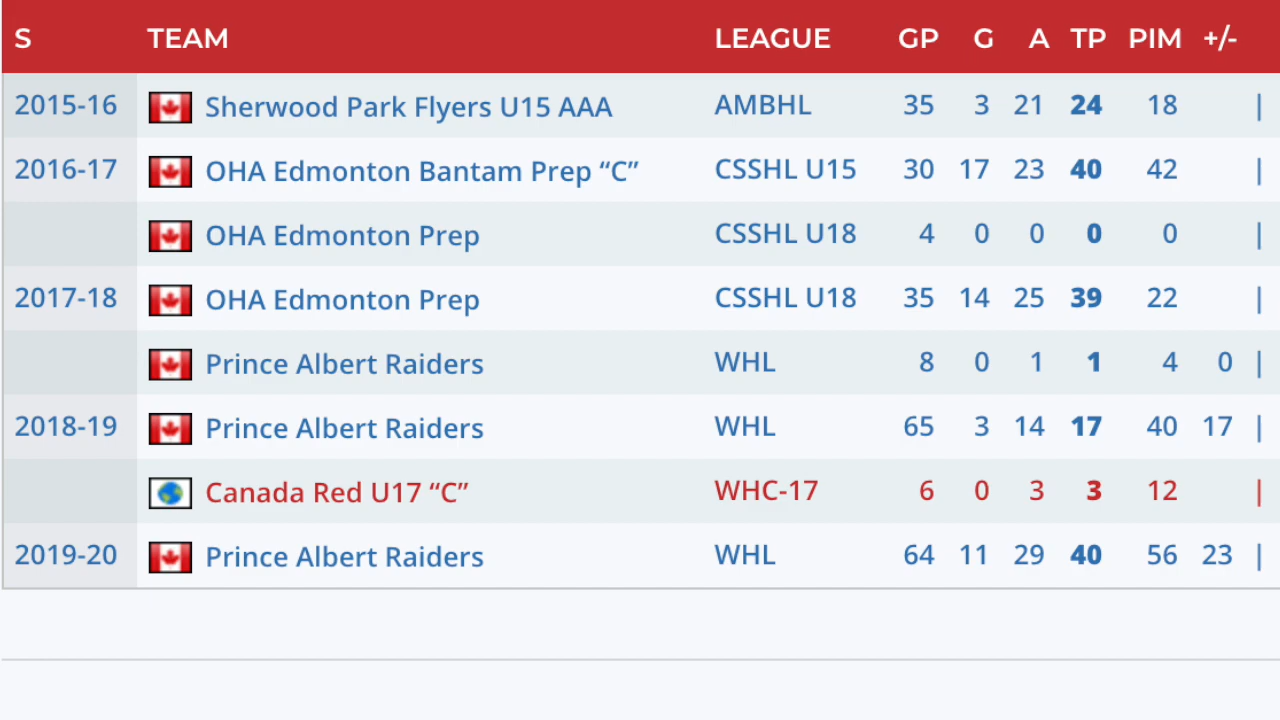 S TEAM LEAGUE GP G A TP PIM +/-
2015-16 Sherwood Park Flyers U15 AAA AMBHL 35 3 21 24 18 |
2016-17 OHA Edmonton Bantam Prep “C” CSSHL U15 30 17 23 40 42 |
OHA Edmonton Prep CSSHL U18 4 0 0 0 0 |
2017-18 OHA Edmonton Prep CSSHL U18 35 14 25 39 22 |
Prince Albert Raiders WHL 8 0 1 1 4 0 |
2018-19 Prince Albert Raiders WHL 65 3 14 17 40 17 |
Canada Red U17 “C” WHC-17 6 0 3 3 12 |
2019-20 Prince Albert Raiders WHL 64 11 29 40 56 23 |